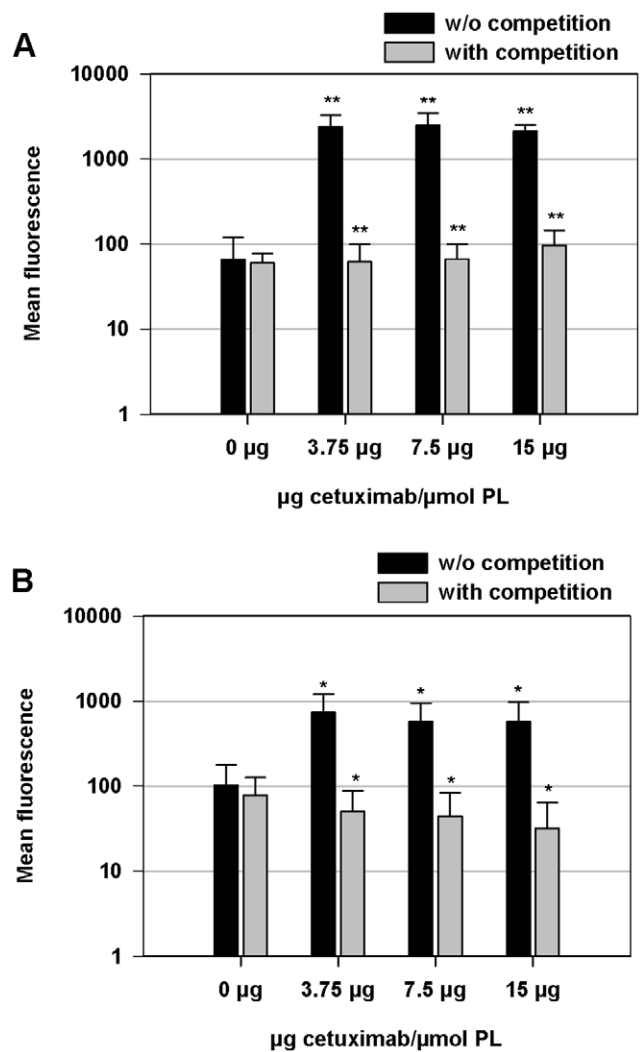 A
w/o competition
with competition
10000
1000
100
10
1
Mean fluorescence
** ** **
** ** **
0 µg 3.75 µg 7.5 µg 15 µg
µg cetuximab/µmol PL
B
w/o competition
with competition
10000
1000
100
10
1
Mean fluorescence
* * *
* * *
0 µg 3.75 µg 7.5 µg 15 µg
µg cetuximab/µmol PL